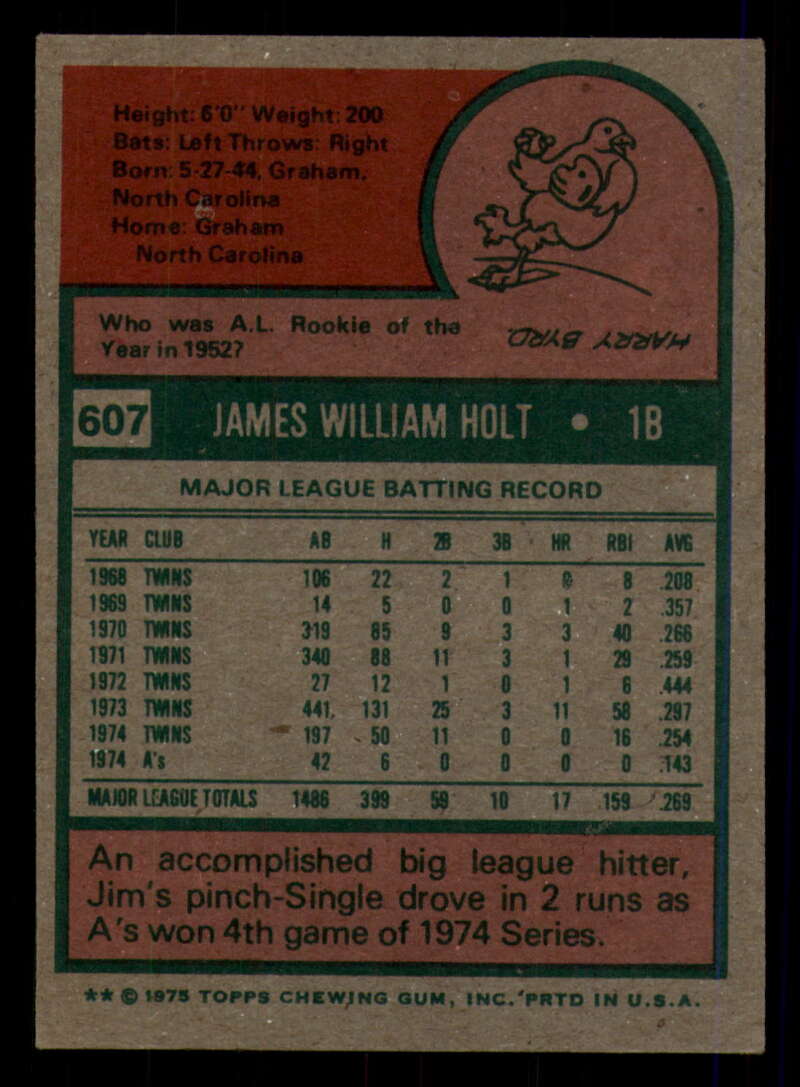 Height: 6'0" Weight: 200
Bats: Left Throws: Right
Born: 5-27-44, Graham,
North Carolina
Home: Graham
North Carolina
Who was A.L. Rookie of the
Year in 1952?
HARRY BYRD.
607 JAMES WILLIAM HOLT • 1B
MAJOR LEAGUE BATTING RECORD
YEAR CLUB AB H 2B 3B HR RBI AVG
1968 TWINS 106 22 2 1 0 8 .208
1969 TWINS 14 5 0 0 1 2 .357
1970 TWINS 319 85 9 3 3 40 .266
1971 TWINS 340 88 11 3 1 29 .259
1972 TWINS 27 12 1 0 1 6 .444
1973 TWINS 441 131 25 3 11 58 .297
1974 TWINS 197 50 11 0 0 16 .254
1974 A's 42 6 0 0 0 0 .143
MAJOR LEAGUE TOTALS 1486 399 59 10 17 159 .269
An accomplished big league hitter,
Jim's pinch-Single drove in 2 runs as
A's won 4th game of 1974 Series.
** © 1975 TOPPS CHEWING GUM, INC. PRTD IN U.S.A.